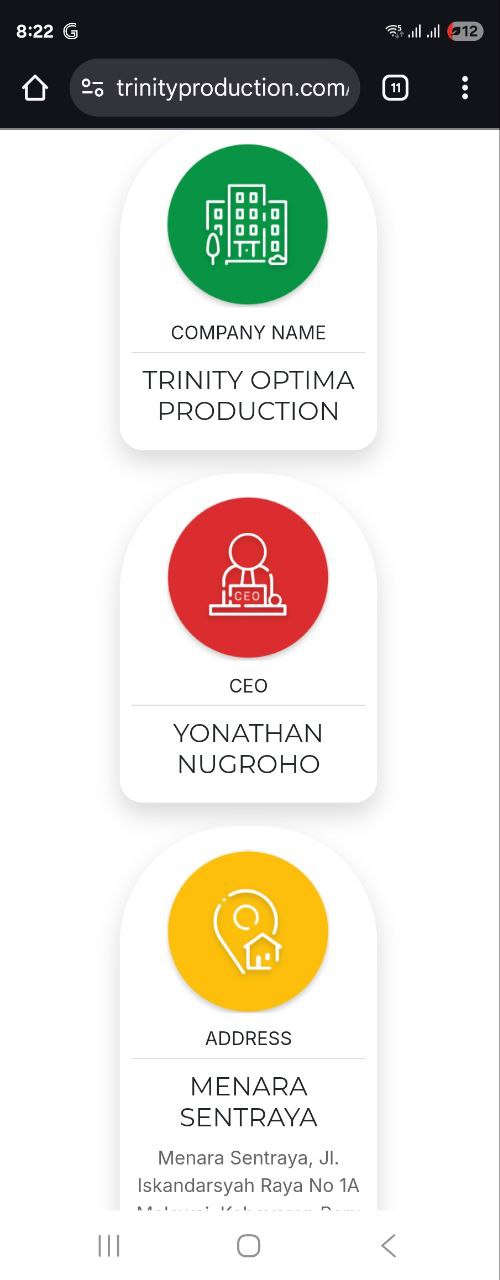 8:22
12
trinityproduction.com/
11
COMPANY NAME
TRINITY OPTIMA
PRODUCTION
CEO
CEO
YONATHAN
NUGROHO
ADDRESS
MENARA
SENTRAYA
Menara Sentraya, Jl.
Iskandarsyah Raya No 1A